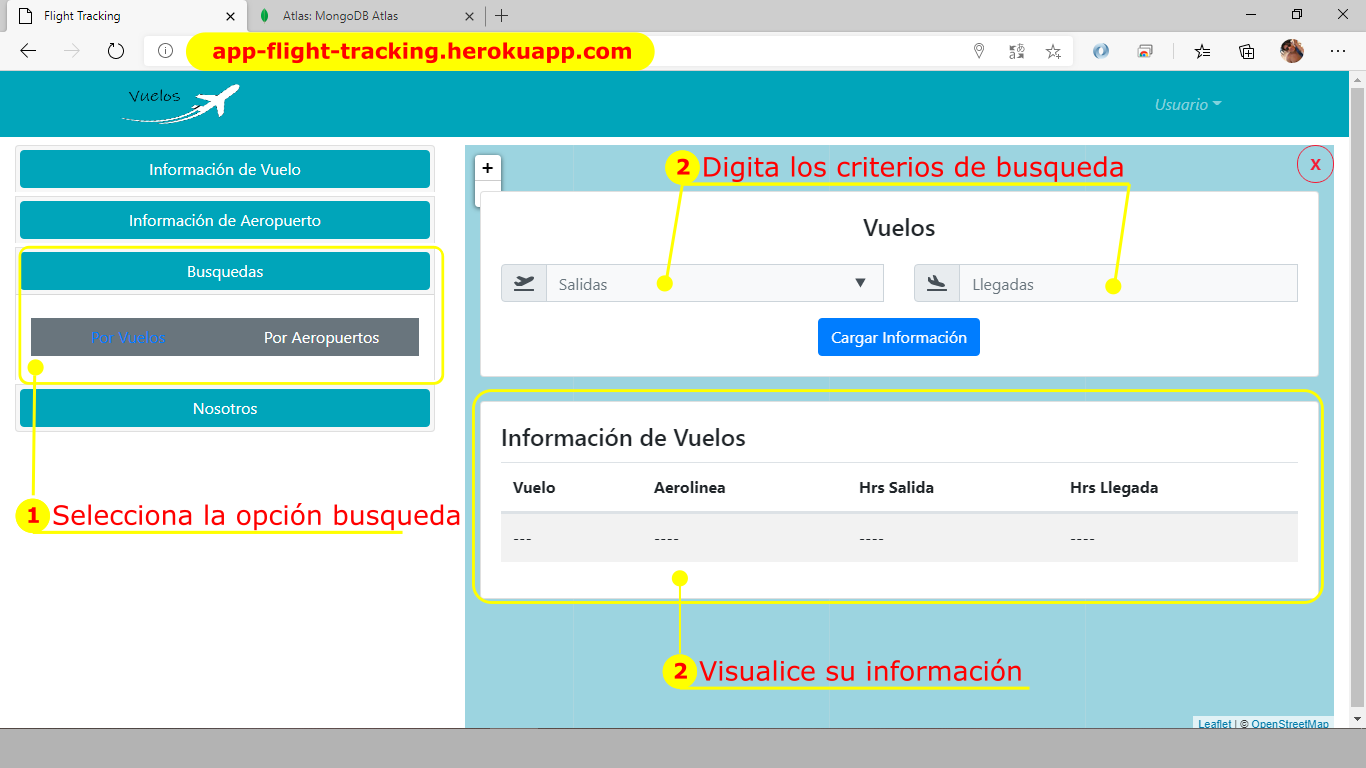 Flight Tracking
Atlas: MongoDB Atlas
app-flight-tracking.herokuapp.com
Vuelos
Usuario
Información de Vuelo
Información de Aeropuerto
Busquedas
Por Vuelos Por Aeropuertos
Nosotros
1 Selecciona la opción busqueda
+
2 Digita los criterios de busqueda
X
Vuelos
Salidas
Llegadas
Cargar Información
Información de Vuelos
Vuelo Aerolinea Hrs Salida Hrs Llegada
--- ---- ---- ----
2 Visualice su información
Leaflet | © OpenStreetMap